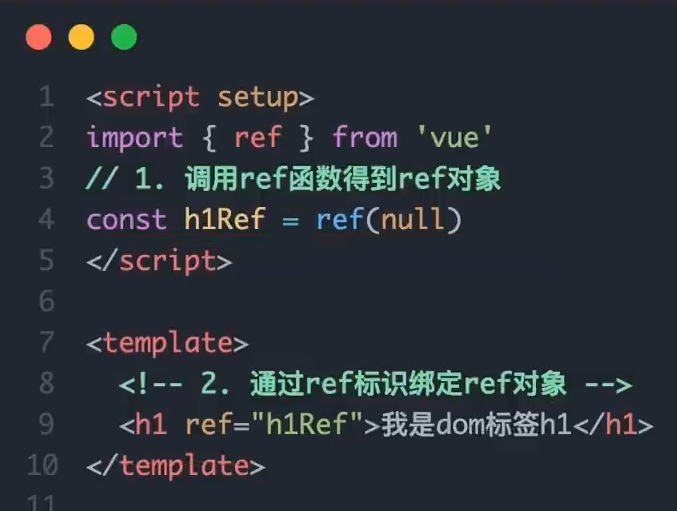 1 <script setup>
2 import { ref } from 'vue'
3 // 1. 调用ref函数得到ref对象
4 const h1Ref = ref(null)
5 </script>
6
7 <template>
8 <!-- 2. 通过ref标识绑定ref对象 -->
9 <h1 ref="h1Ref">我是dom标签h1</h1>
10 </template>
11